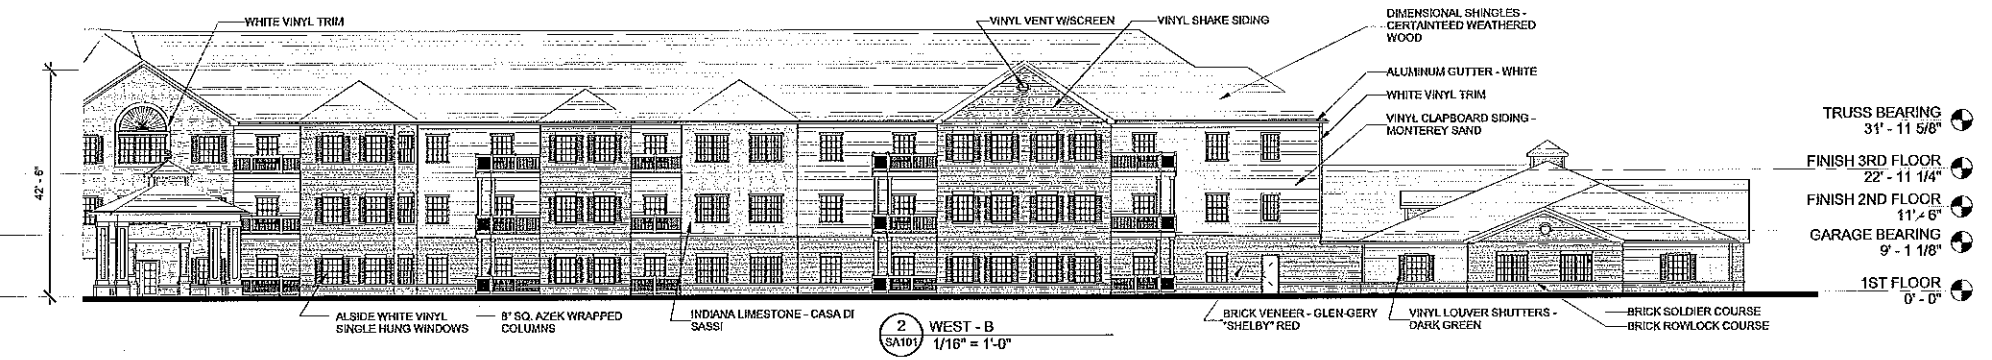 WHITE VINYL TRIM
VINYL VENT W/SCREEN
VINYL SHAKE SIDING
DIMENSIONAL SHINGLES -
CERTANTEED WEATHERED
WOOD
ALUMINUM GUTTER - WHITE
WHITE VINYL TRIM
VINYL CLAPBOARD SIDING -
MONTEREY SAND
42' - 6"
TRUSS BEARING
31' - 11 5/8"
FINISH 3RD FLOOR
22' - 11 1/4"
FINISH 2ND FLOOR
11' - 6"
GARAGE BEARING
9' - 1 1/8"
1ST FLOOR
0' - 0"
ALSIDE WHITE VINYL
SINGLE HUNG WINDOWS
8" SQ. AZEK WRAPPED
COLUMNS
INDIANA LIMESTONE - CASA DI
SASSI
2
SA101
WEST - B
1/16" = 1'-0"
BRICK VENEER - GLEN-GERY
"SHELBY" RED
VINYL LOUVER SHUTTERS -
DARK GREEN
BRICK SOLDIER COURSE
BRICK ROWLOCK COURSE